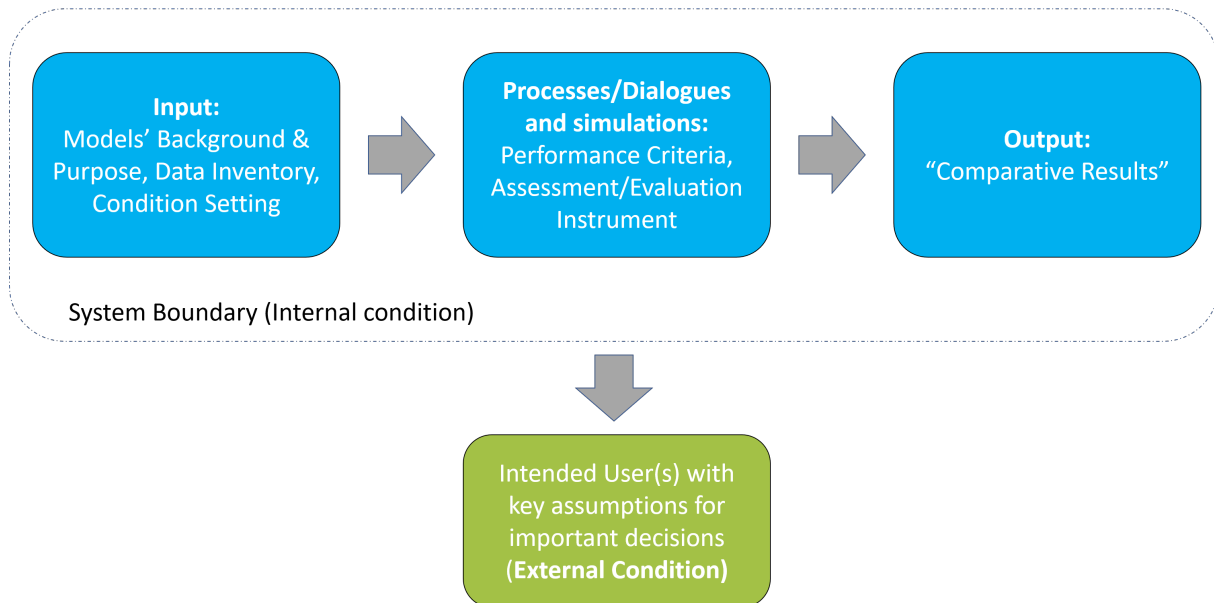 Input:
Models’ Background &
Purpose, Data Inventory,
Condition Setting
Processes/Dialogues
and simulations:
Performance Criteria,
Assessment/Evaluation
Instrument
Output:
“Comparative Results”
System Boundary (Internal condition)
Intended User(s) with
key assumptions for
important decisions
(External Condition)